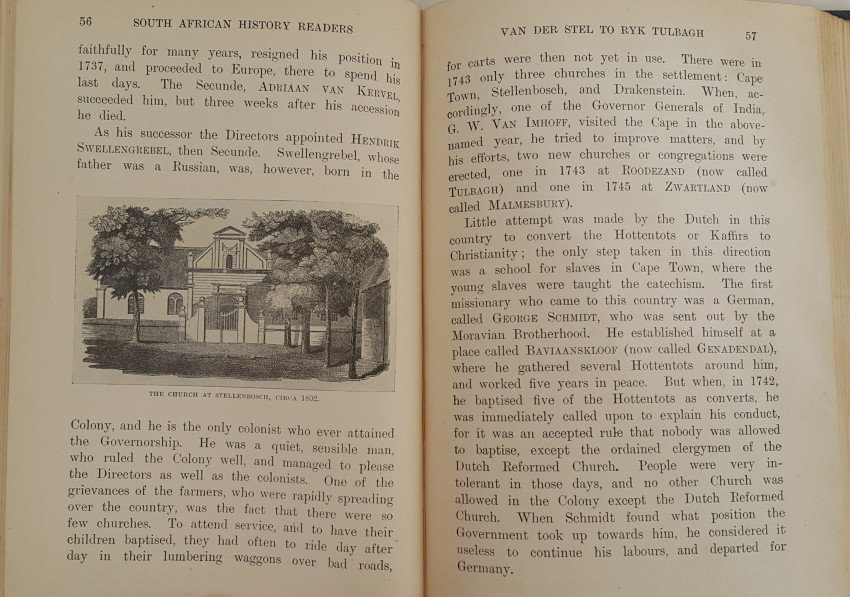 56 SOUTH AFRICAN HISTORY READERS
faithfully for many years, resigned his position in
1737, and proceeded to Europe, there to spend his
last days. The Secunde, ADRIAAN VAN KERVEL,
succeeded him, but three weeks after his accession
he died.
As his successor the Directors appointed HENDRIK
SWELLENGREBEL, then Secunde. Swellengrebel, whose
father was a Russian, was, however, born in the
THE CHURCH AT STELLENBOSCH, CIRCA 1802.
Colony, and he is the only colonist who ever attained
the Governorship. He was a quiet, sensible man,
who ruled the Colony well, and managed to please
the Directors as well as the colonists. One of the
grievances of the farmers, who were rapidly spreading
over the country, was the fact that there were so
few churches. To attend service, and to have their
children baptised, they had often to ride day after
day in their lumbering waggons over bad roads,
VAN DER STEL TO RYK TULBAGH 57
for carts were then not yet in use. There were in
1743 only three churches in the settlement: Cape
Town, Stellenbosch, and Drakenstein. When, ac-
cordingly, one of the Governor Generals of India,
G. W. VAN IMHOFF, visited the Cape in the above-
named year, he tried to improve matters, and by
his efforts, two new churches or congregations were
erected, one in 1743 at ROODEZAND (now called
TULBAGH) and one in 1745 at ZWARTLAND (now
called MALMESBURY).
Little attempt was made by the Dutch in this
country to convert the Hottentots or Kaffirs to
Christianity; the only step taken in this direction
was a school for slaves in Cape Town, where the
young slaves were taught the catechism. The first
missionary who came to this country was a German,
called GEORGE SCHMIDT, who was sent out by the
Moravian Brotherhood. He established himself at a
place called BAVIAANSKLOOF (now called GENADENDAL),
where he gathered several Hottentots around him,
and worked five years in peace. But when, in 1742,
he baptised five of the Hottentots as converts, he
was immediately called upon to explain his conduct,
for it was an accepted rule that nobody was allowed
to baptise, except the ordained clergymen of the
Dutch Reformed Church. People were very in-
tolerant in those days, and no other Church was
allowed in the Colony except the Dutch Reformed
Church. When Schmidt found what position the
Government took up towards him, he considered it
useless to continue his labours, and departed for
Germany.